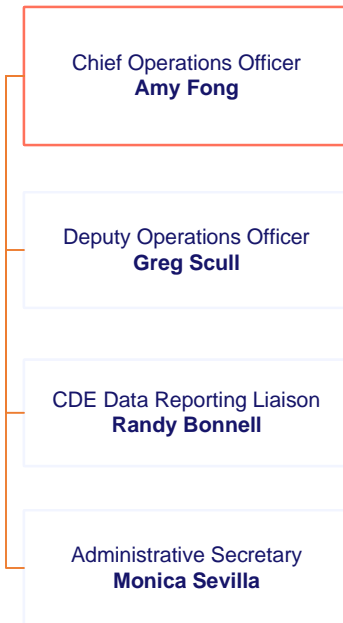 Chief Operations Officer
Amy Fong
Deputy Operations Officer
Greg Scull
CDE Data Reporting Liaison
Randy Bonnell
Administrative Secretary
Monica Sevilla